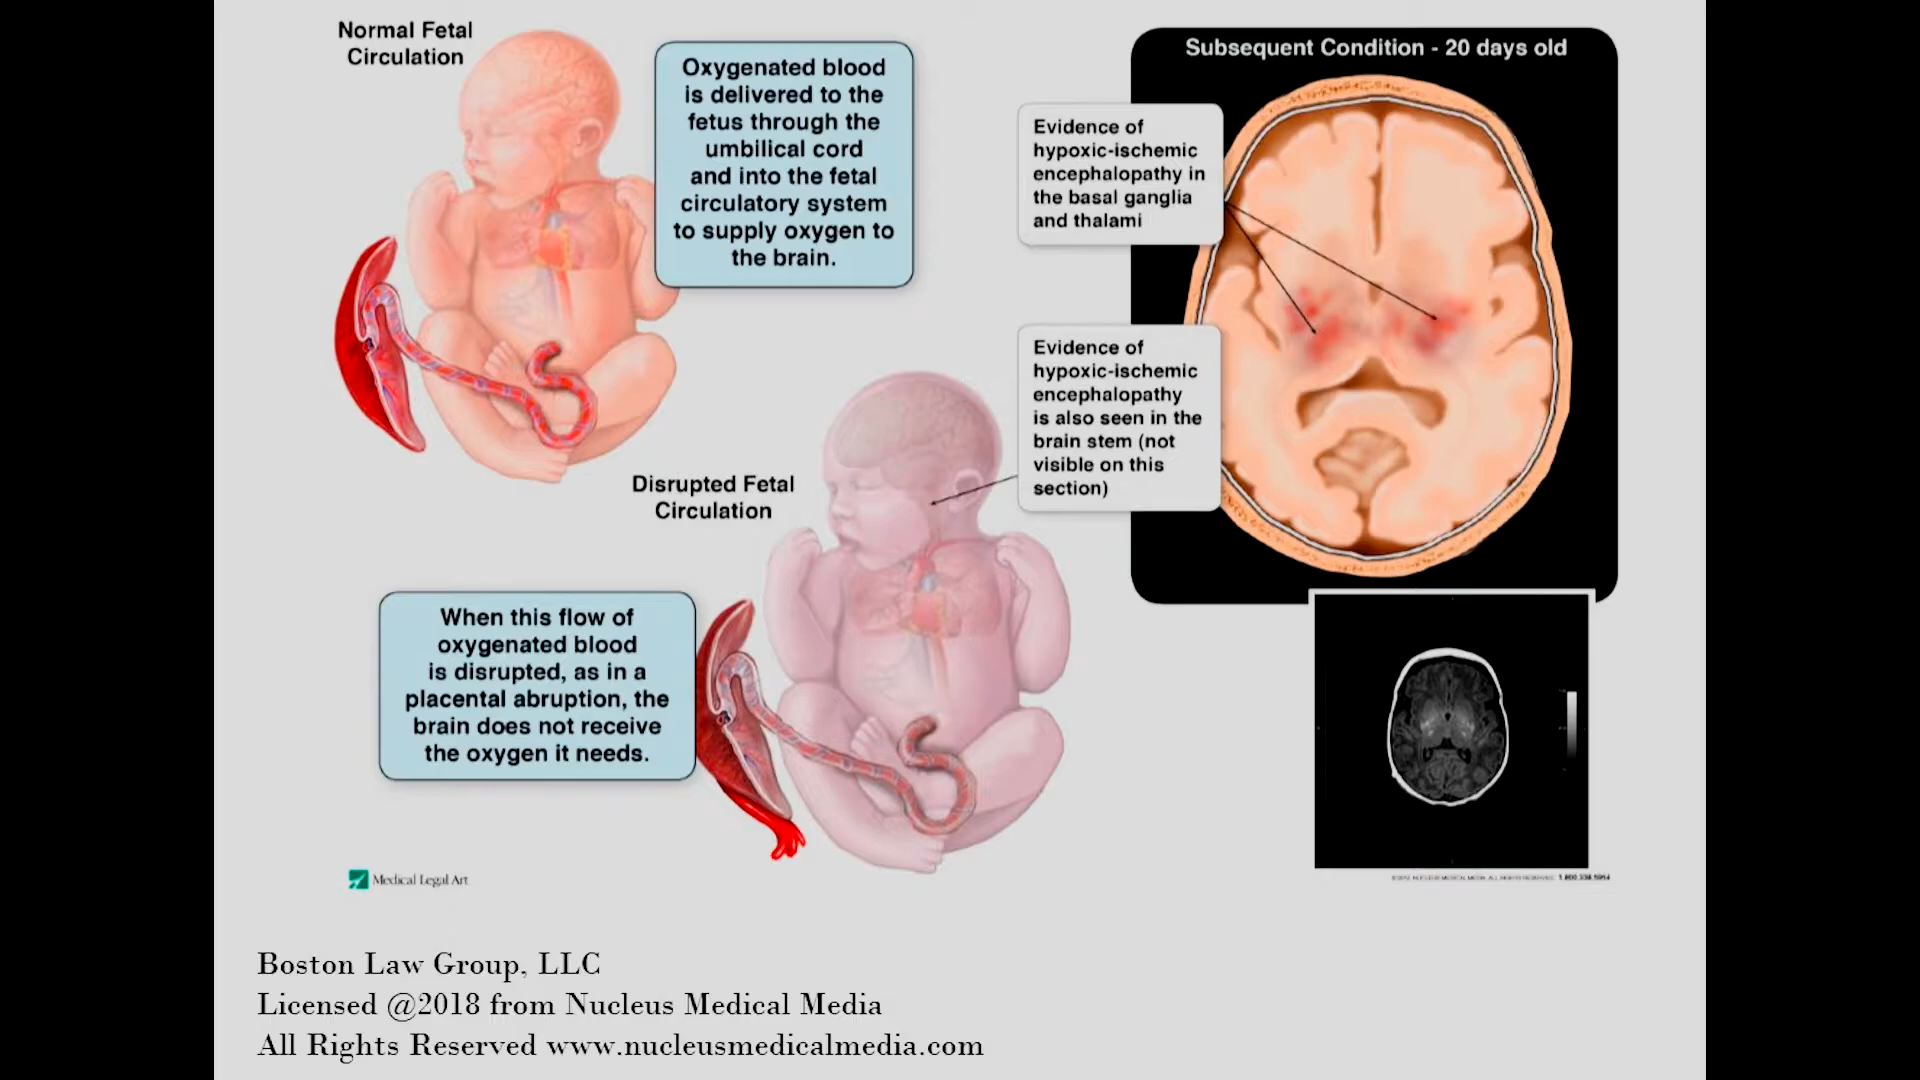 Normal Fetal
Circulation
Oxygenated blood
is delivered to the
fetus through the
umbilical cord
and into the fetal
circulatory system
to supply oxygen to
the brain.
Disrupted Fetal
Circulation
When this flow of
oxygenated blood
is disrupted, as in a
placental abruption, the
brain does not receive
the oxygen it needs.
Subsequent Condition - 20 days old
Evidence of
hypoxic-ischemic
encephalopathy in
the basal ganglia
and thalami
Evidence of
hypoxic-ischemic
encephalopathy
is also seen in the
brain stem (not
visible on this
section)
Medical Legal Art
Boston Law Group, LLC
Licensed @2018 from Nucleus Medical Media
All Rights Reserved www.nucleusmedicalmedia.com